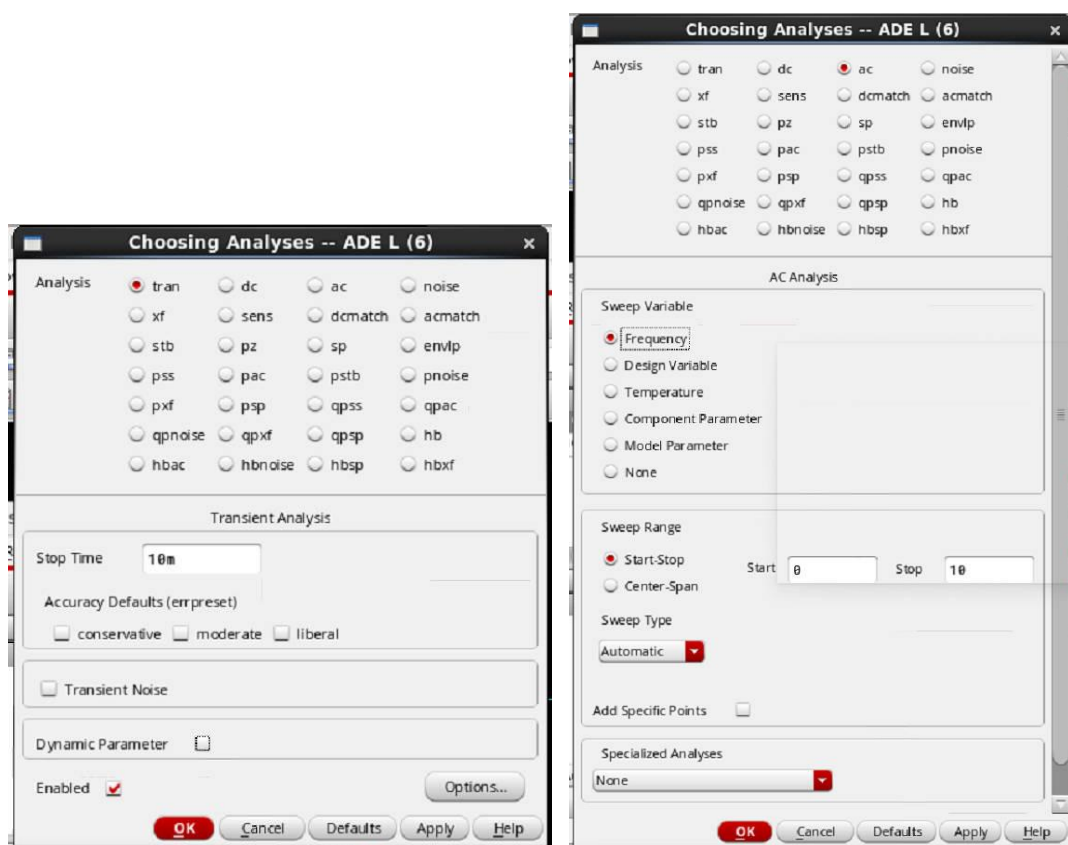 Choosing Analyses -- ADE L (6)
Analysis tran dc ac noise
xf sens dcmatch acmatch
stb pz sp envlp
pss pac pstb pnoise
pxf psp qpss qpac
qpnoise qpxf qpsp hb
hbac hbnoise hbsp hbxf
Transient Analysis
Stop Time 10m
Accuracy Defaults (errpreset)
conservative moderate liberal
Transient Noise
Dynamic Parameter
Enabled Options...
OK Cancel Defaults Apply Help
Choosing Analyses -- ADE L (6)
Analysis tran dc ac noise
xf sens dcmatch acmatch
stb pz sp envlp
pss pac pstb pnoise
pxf psp qpss qpac
qpnoise qpxf qpsp hb
hbac hbnoise hbsp hbxf
AC Analysis
Sweep Variable
Frequency
Design Variable
Temperature
Component Parameter
Model Parameter
None
Sweep Range
Start-Stop Start 0 Stop 10
Center-Span
Sweep Type
Automatic
Add Specific Points
Specialized Analyses
None
OK Cancel Defaults Apply Help